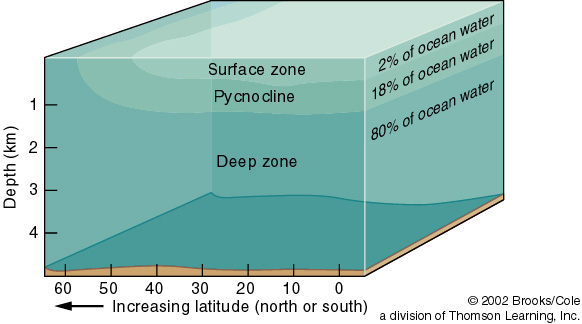 2% of ocean water
Surface zone
18% of ocean water
Pycnocline
80% of ocean water
Deep zone
Depth (km)
1
2
3
4
60 50 40 30 20 10 0
Increasing latitude (north or south)
© 2002 Brooks/Cole
a division of Thomson Learning, Inc.